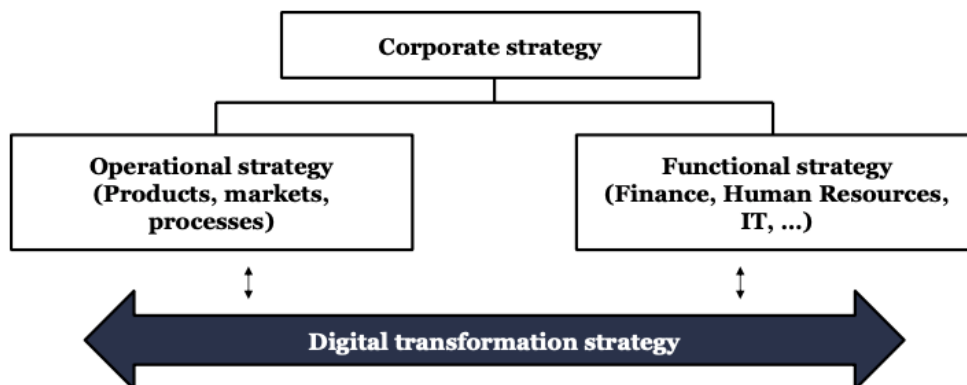 Corporate strategy
Operational strategy
(Products, markets,
processes)
Functional strategy
(Finance, Human Resources,
IT, ...)
Digital transformation strategy